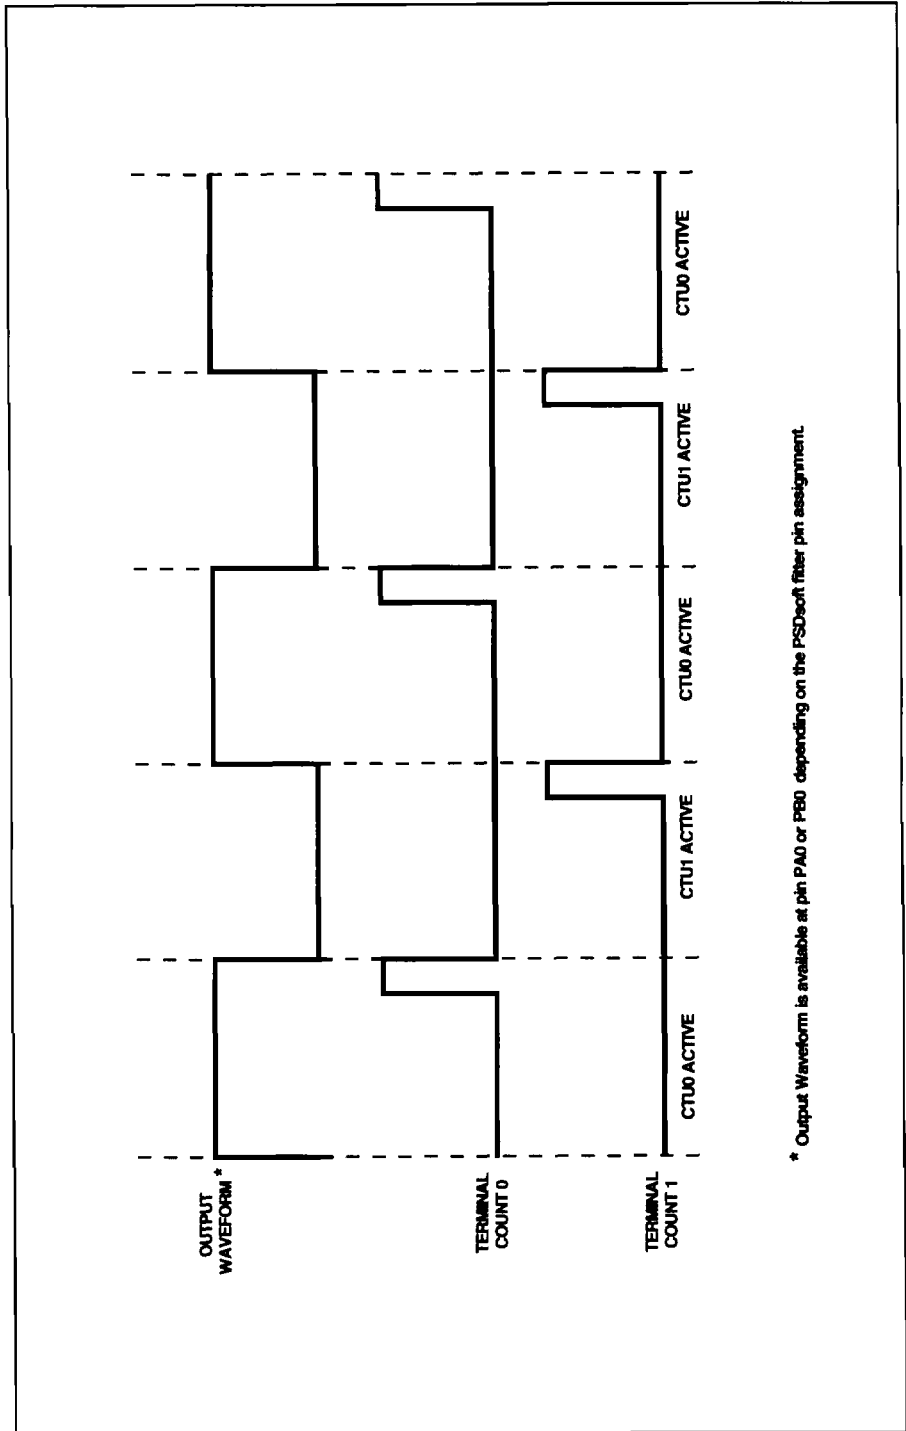 OUTPUT
WAVEFORM *
TERMINAL
COUNT 0
TERMINAL
COUNT 1
CTU0 ACTIVE
CTU1 ACTIVE
CTU0 ACTIVE
CTU1 ACTIVE
CTU0 ACTIVE
* Output Waveform is available at pin PA0 or PB0 depending on the PSDsoft fitter pin assignment.